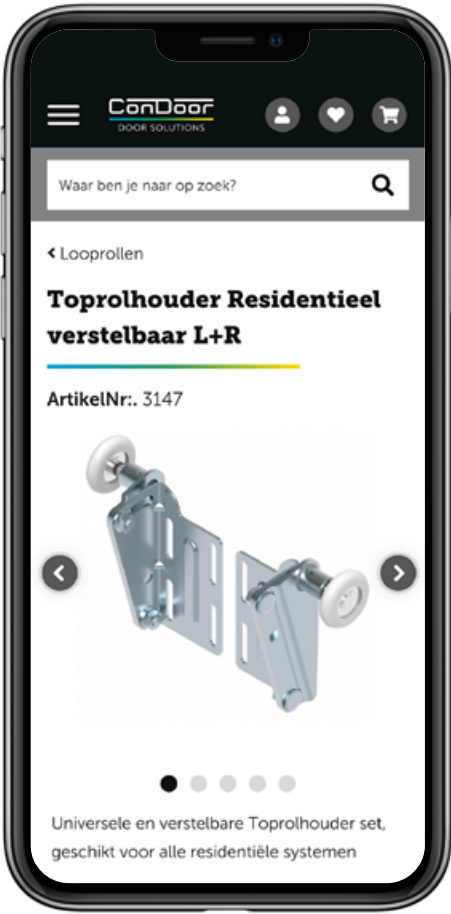 ConDoor
DOOR SOLUTIONS
Waar ben je naar op zoek?
Looprollen
Toprolhouder Residentieel
verstelbaar L+R
ArtikelNr:. 3147
Universele en verstelbare Toprolhouder set,
geschikt voor alle residentiële systemen